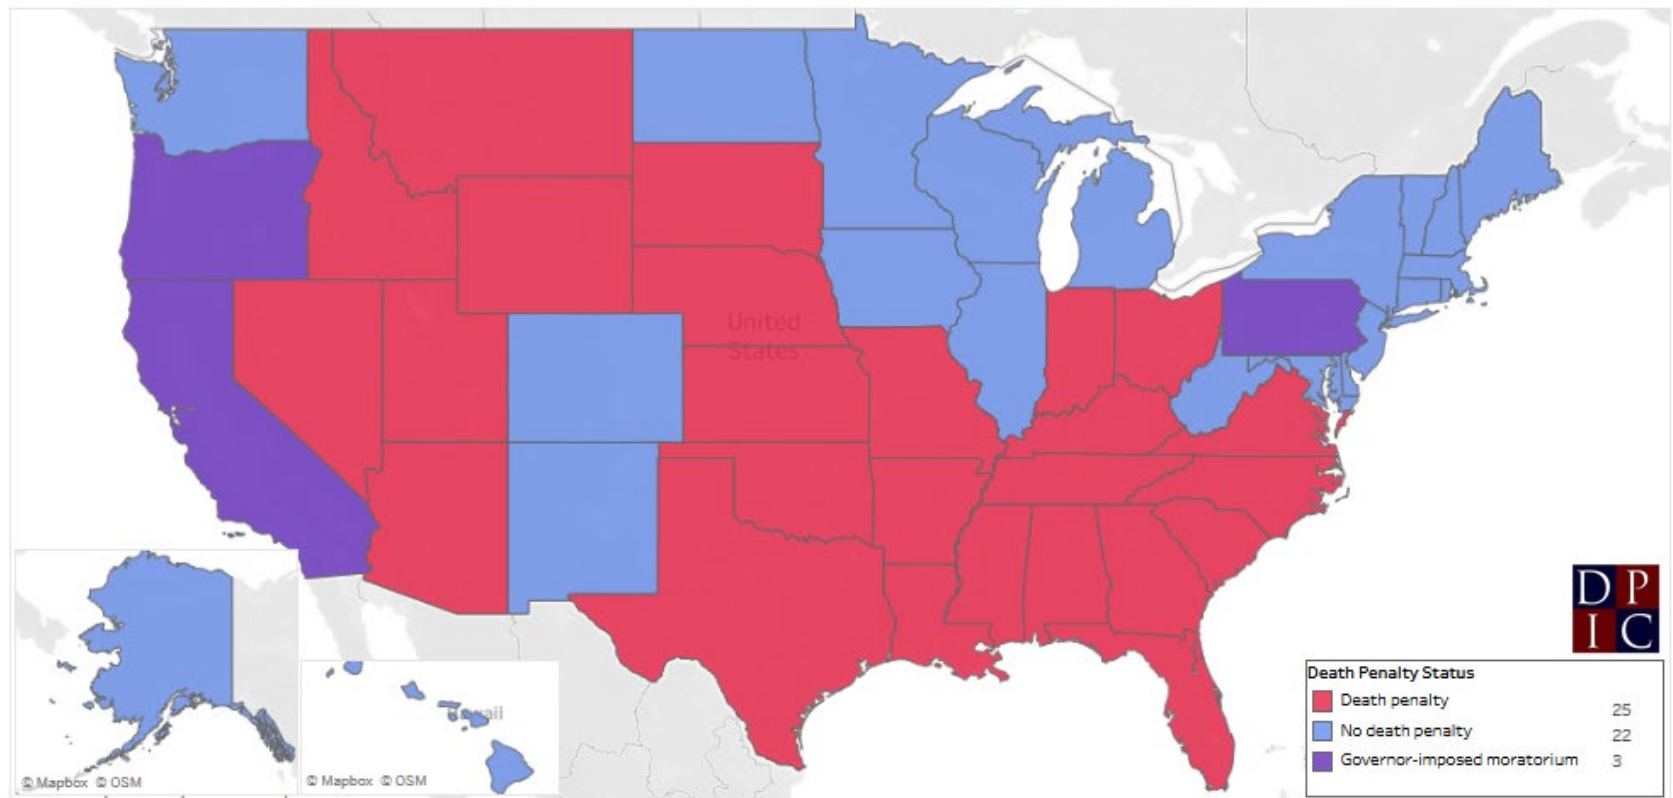 United
States
Hawaii
© Mapbox © OSM
© Mapbox © OSM
D P
I C
Death Penalty Status
Death penalty 25
No death penalty 22
Governor-imposed moratorium 3